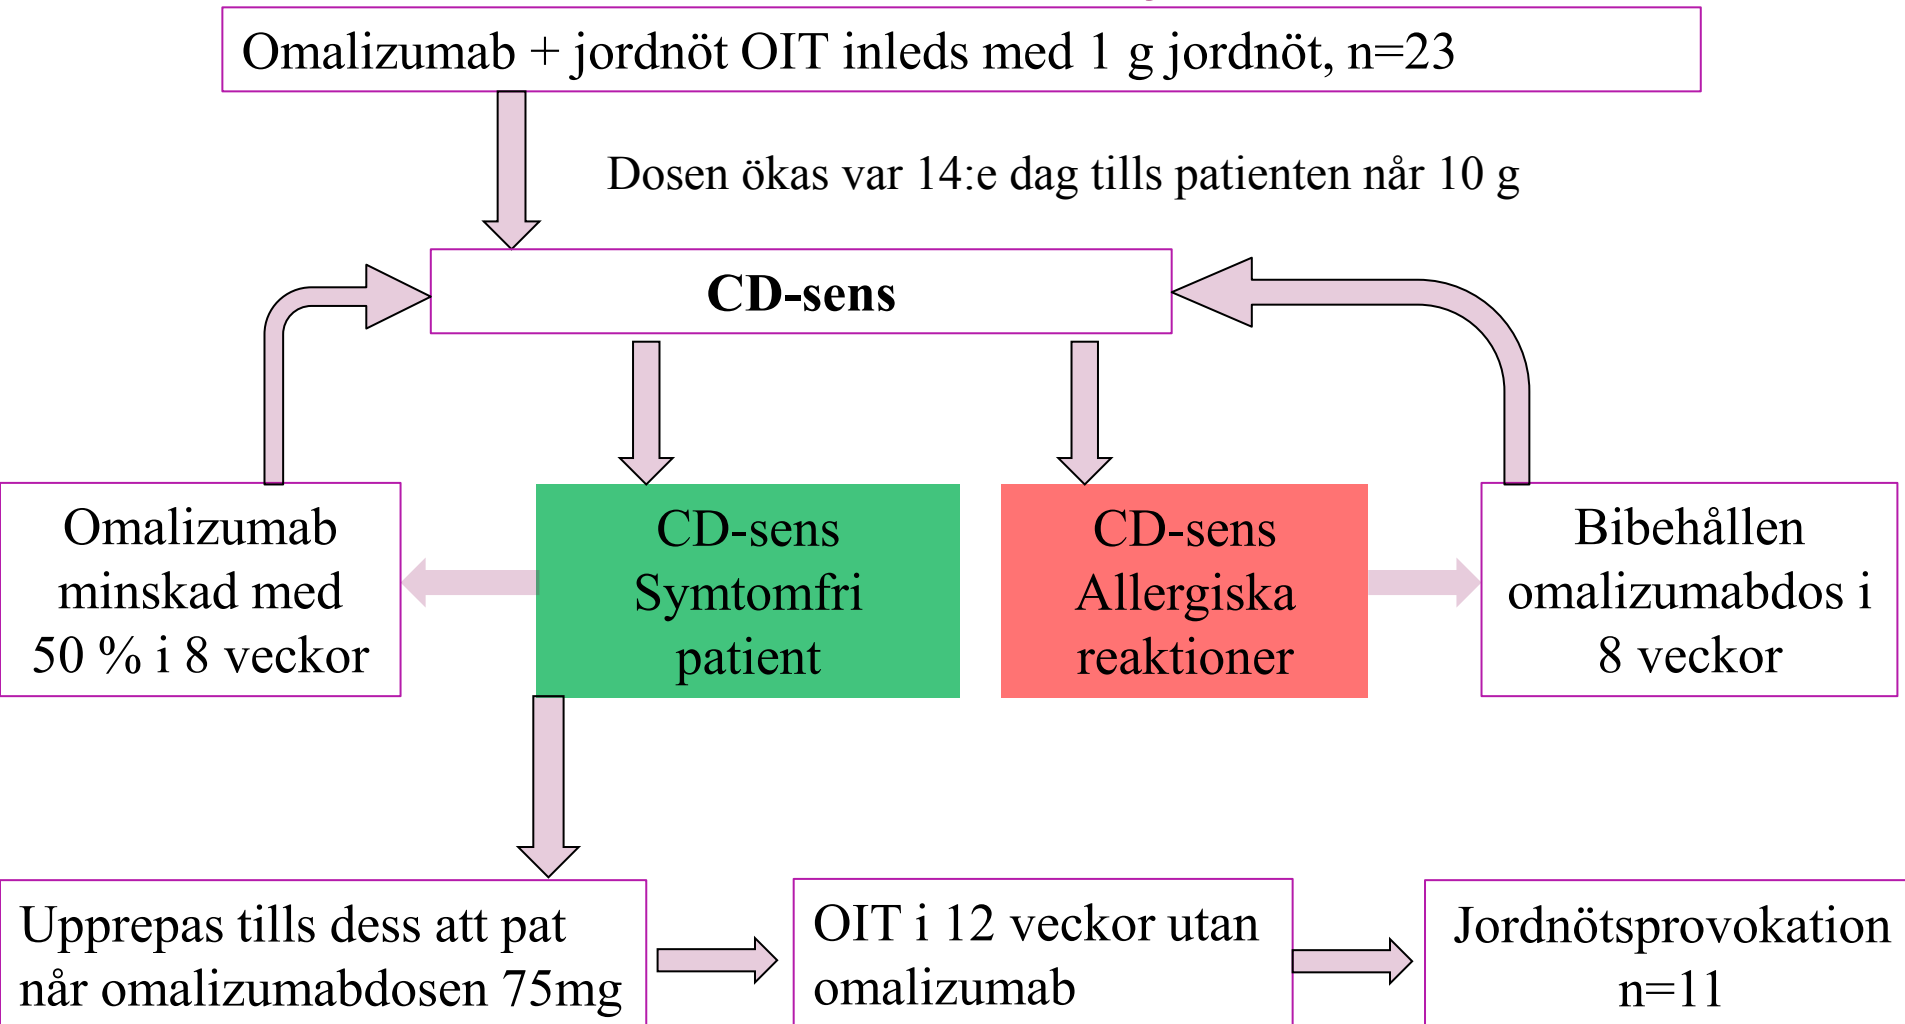 Omalizumab + jordnöt OIT inleds med 1 g jordnöt, n=23
Dosen ökas var 14:e dag tills patienten når 10 g
CD-sens
Omalizumab
minskad med
50 % i 8 veckor
CD-sens
Symtomfri
patient
CD-sens
Allergiska
reaktioner
Bibehållen
omalizumabdos i
8 veckor
Upprepas tills dess att pat
når omalizumabdosen 75mg
OIT i 12 veckor utan
omalizumab
Jordnötsprovokation
n=11